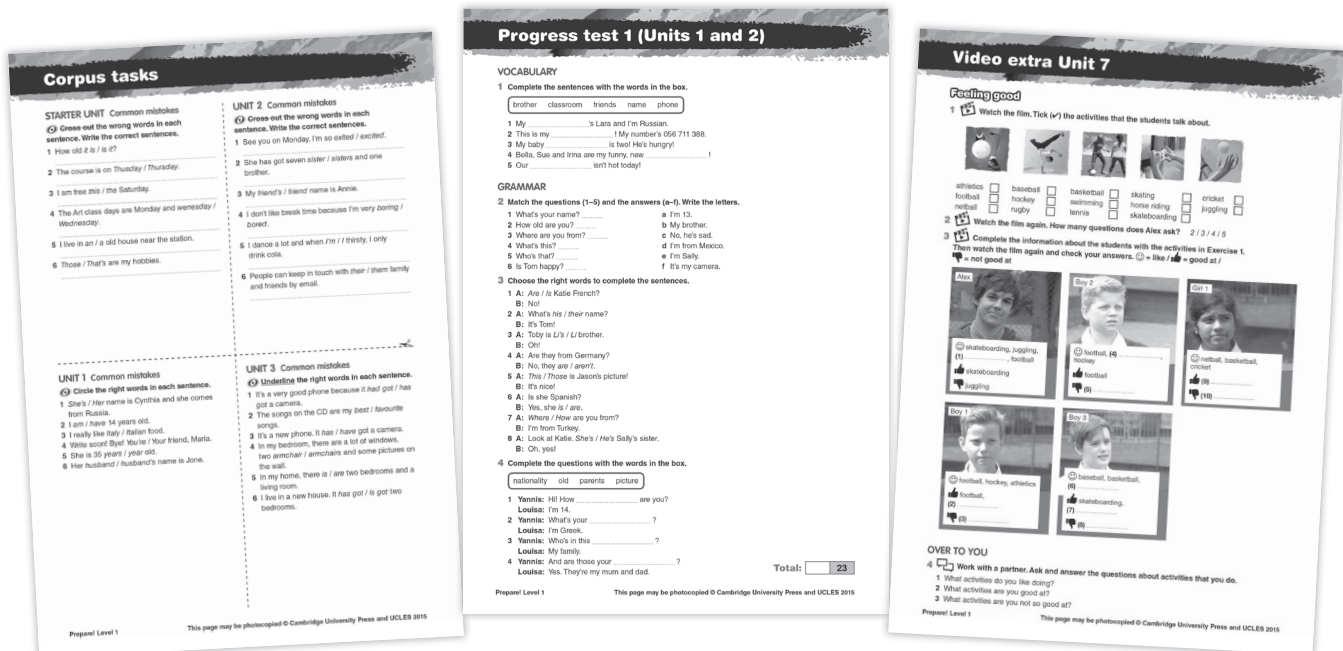 Corpus tasks
STARTER UNIT Common mistakes
Cross out the wrong words in each
sentence. Write the correct sentences.
1 How old it is / is it?
2 The course is on Thusday / Thursday.
3 I am free this / the Saturday.
4 The Art class days are Monday and wenesday /
Wednesday.
5 I live in an / a old house near the station.
6 Those / That's are my hobbies.
UNIT 2 Common mistakes
Cross out the wrong words in each
sentence. Write the correct sentences.
1 See you on Monday. I'm so exited / excited.
2 She has got seven sister / sisters and one
brother.
3 My friend's / friend name is Annie.
4 I don't like break time because I'm very boring /
bored.
5 I dance a lot and when I'm / I thirsty, I only
drink cola.
6 People can keep in touch with their / them family
and friends by email.
UNIT 1 Common mistakes
Circle the right words in each sentence.
1 She's / Her name is Cynthia and she comes
from Russia.
2 I am / have 14 years old.
3 I really like Italy / Italian food.
4 Write soon! Bye! You're / Your friend, Maria.
5 She is 35 years / year old.
6 Her husband / husband's name is Jone.
UNIT 3 Common mistakes
Underline the right words in each sentence.
1 It's a very good phone because it had got / has
got a camera.
2 The songs on the CD are my best / favourite
songs.
3 It's a new phone. It has / have got a camera.
4 In my bedroom, there are a lot of windows,
two armchair / armchairs and some pictures on
the wall.
5 In my home, there is / are two bedrooms and a
living room.
6 I live in a new house. It has got / is got two
bedrooms.
Prepare! Level 1
This page may be photocopied © Cambridge University Press and UCLES 2015
Progress test 1 (Units 1 and 2)
VOCABULARY
1 Complete the sentences with the words in the box.
brother classroom friends name phone
1 My 's Lara and I'm Russian.
2 This is my ! My number's 056 711 388.
3 My baby is two! He's hungry!
4 Bella, Sue and Irina are my funny, new !
5 Our isn't hot today!
GRAMMAR
2 Match the questions (1–5) and the answers (a–f). Write the letters.
1 What's your name? a I'm 13.
2 How old are you? b My brother.
3 Where are you from? c No, he's sad.
4 What's this? d I'm from Mexico.
5 Who's that? e I'm Sally.
6 Is Tom happy? f It's my camera.
3 Choose the right words to complete the sentences.
1 A: Are / Is Katie French?
B: No!
2 A: What's his / their name?
B: It's Tom!
3 A: Toby is Li's / Li brother.
B: Oh!
4 A: Are they from Germany?
B: No, they are / aren't.
5 A: This / Those is Jason's picture!
B: It's nice!
6 A: Is she Spanish?
B: Yes, she is / are.
7 A: Where / How are you from?
B: I'm from Turkey.
8 A: Look at Katie. She's / He's Sally's sister.
B: Oh, yes!
4 Complete the questions with the words in the box.
nationality old parents picture
1 Yannis: Hi! How are you?
Louisa: I'm 14.
2 Yannis: What's your ?
Louisa: I'm Greek.
3 Yannis: Who's in this ?
Louisa: My family.
4 Yannis: And are those your ?
Louisa: Yes. They're my mum and dad.
Total: 23
Prepare! Level 1
This page may be photocopied © Cambridge University Press and UCLES 2015
Video extra Unit 7
Feeling good
1 Watch the film. Tick (✓) the activities that the students talk about.
athletics baseball basketball skating cricket
football hockey swimming horse riding juggling
netball rugby tennis skateboarding
2 Watch the film again. How many questions does Alex ask? 2 / 3 / 4 / 5
3 Complete the information about the students with the activities in Exercise 1.
Then watch the film again and check your answers. ☺ = like / 👍 = good at /
👎 = not good at
Alex
☺ skateboarding, juggling,
(1) , football
👍 skateboarding
👎 juggling
Boy 2
☺ football, (4) ,
hockey
👍 football
👎 (5)
Girl 1
☺ netball, basketball,
cricket
👍 (9)
👎 (10)
Boy 1
☺ football, hockey, athletics
👍 football,
(2)
👎 (3)
Boy 3
☺ baseball, basketball,
(6)
👍 skateboarding,
(7)
👎 (8)
OVER TO YOU
4 Work with a partner. Ask and answer the questions about activities that you do.
1 What activities do you like doing?
2 What activities are you good at?
3 What activities are you not so good at?
Prepare! Level 1
This page may be photocopied © Cambridge University Press and UCLES 2015